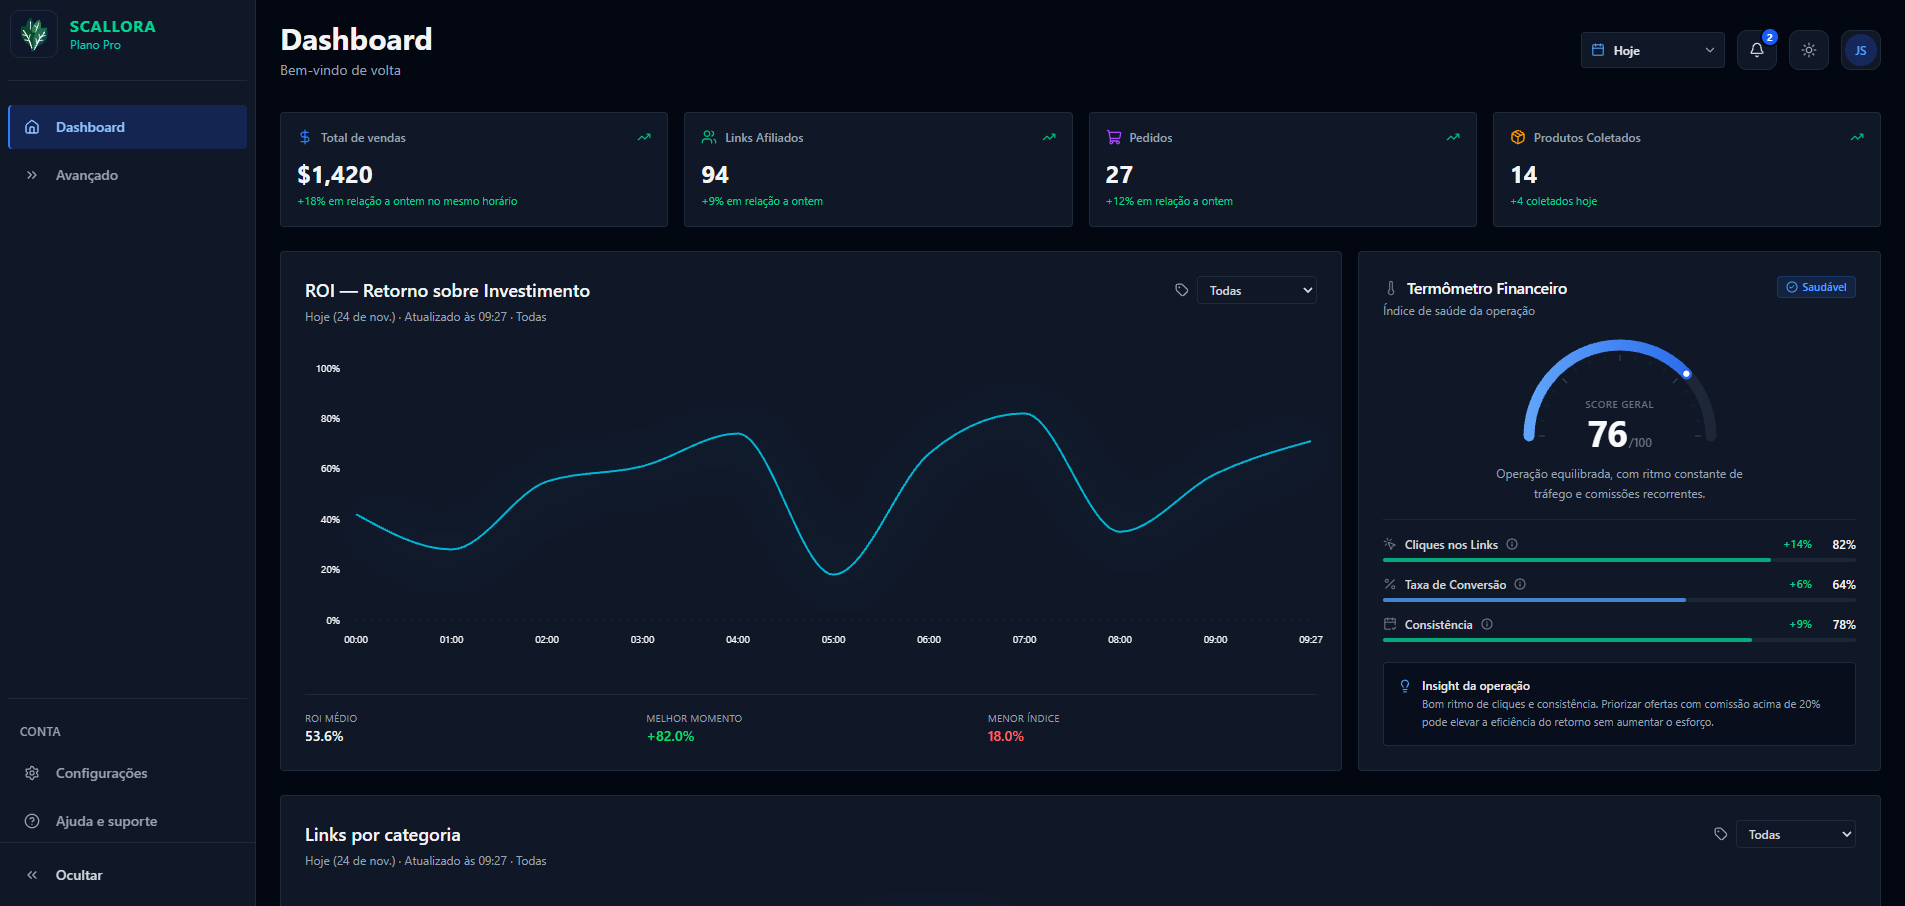 SCALLORA
Plano Pro
Dashboard
Avançado
CONTA
Configurações
Ajuda e suporte
Ocultar
Dashboard
Bem-vindo de volta
Hoje
2
JS
Total de vendas
$1,420
+18% em relação a ontem no mesmo horário
Links Afiliados
94
+9% em relação a ontem
Pedidos
27
+12% em relação a ontem
Produtos Coletados
14
+4 coletados hoje
ROI — Retorno sobre Investimento
Hoje (24 de nov.) · Atualizado às 09:27 · Todas
Todas
100%
80%
60%
40%
20%
0%
00:00 01:00 02:00 03:00 04:00 05:00 06:00 07:00 08:00 09:00 09:27
ROI MÉDIO
53.6%
MELHOR MOMENTO
+82.0%
MENOR ÍNDICE
18.0%
Termômetro Financeiro
Saudável
Índice de saúde da operação
SCORE GERAL
76/100
Operação equilibrada, com ritmo constante de
tráfego e comissões recorrentes.
Cliques nos Links +14% 82%
Taxa de Conversão +6% 64%
Consistência +9% 78%
Insight da operação
Bom ritmo de cliques e consistência. Priorizar ofertas com comissão acima de 20%
pode elevar a eficiência do retorno sem aumentar o esforço.
Links por categoria
Hoje (24 de nov.) · Atualizado às 09:27 · Todas
Todas